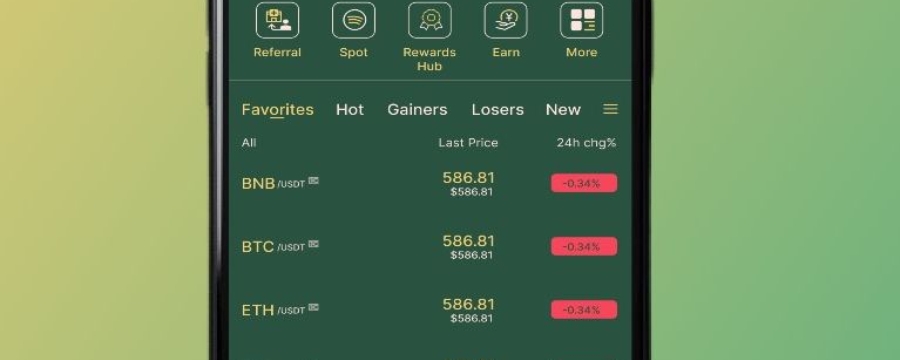 Referral Spot Rewards Hub Earn More
Favorites Hot Gainers Losers New
All Last Price 24h chg%
BNB /USDT 586.81 -0.34%
$586.81
BTC /USDT 586.81 -0.34%
$586.81
ETH /USDT 586.81 -0.34%
$586.81